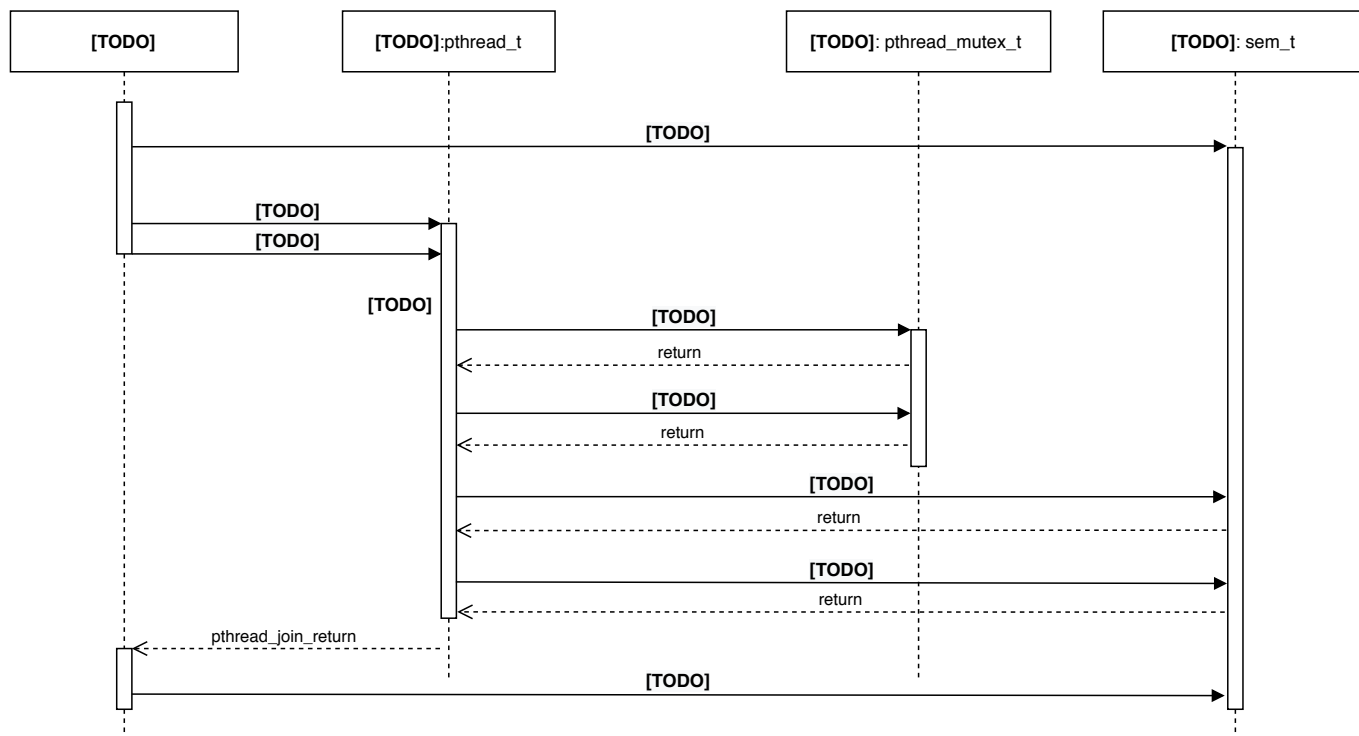 [TODO]
[TODO]:pthread_t
[TODO]: pthread_mutex_t
[TODO]: sem_t
[TODO]
[TODO]
[TODO]
[TODO]
[TODO]
return
[TODO]
return
[TODO]
return
[TODO]
return
pthread_join_return
[TODO]